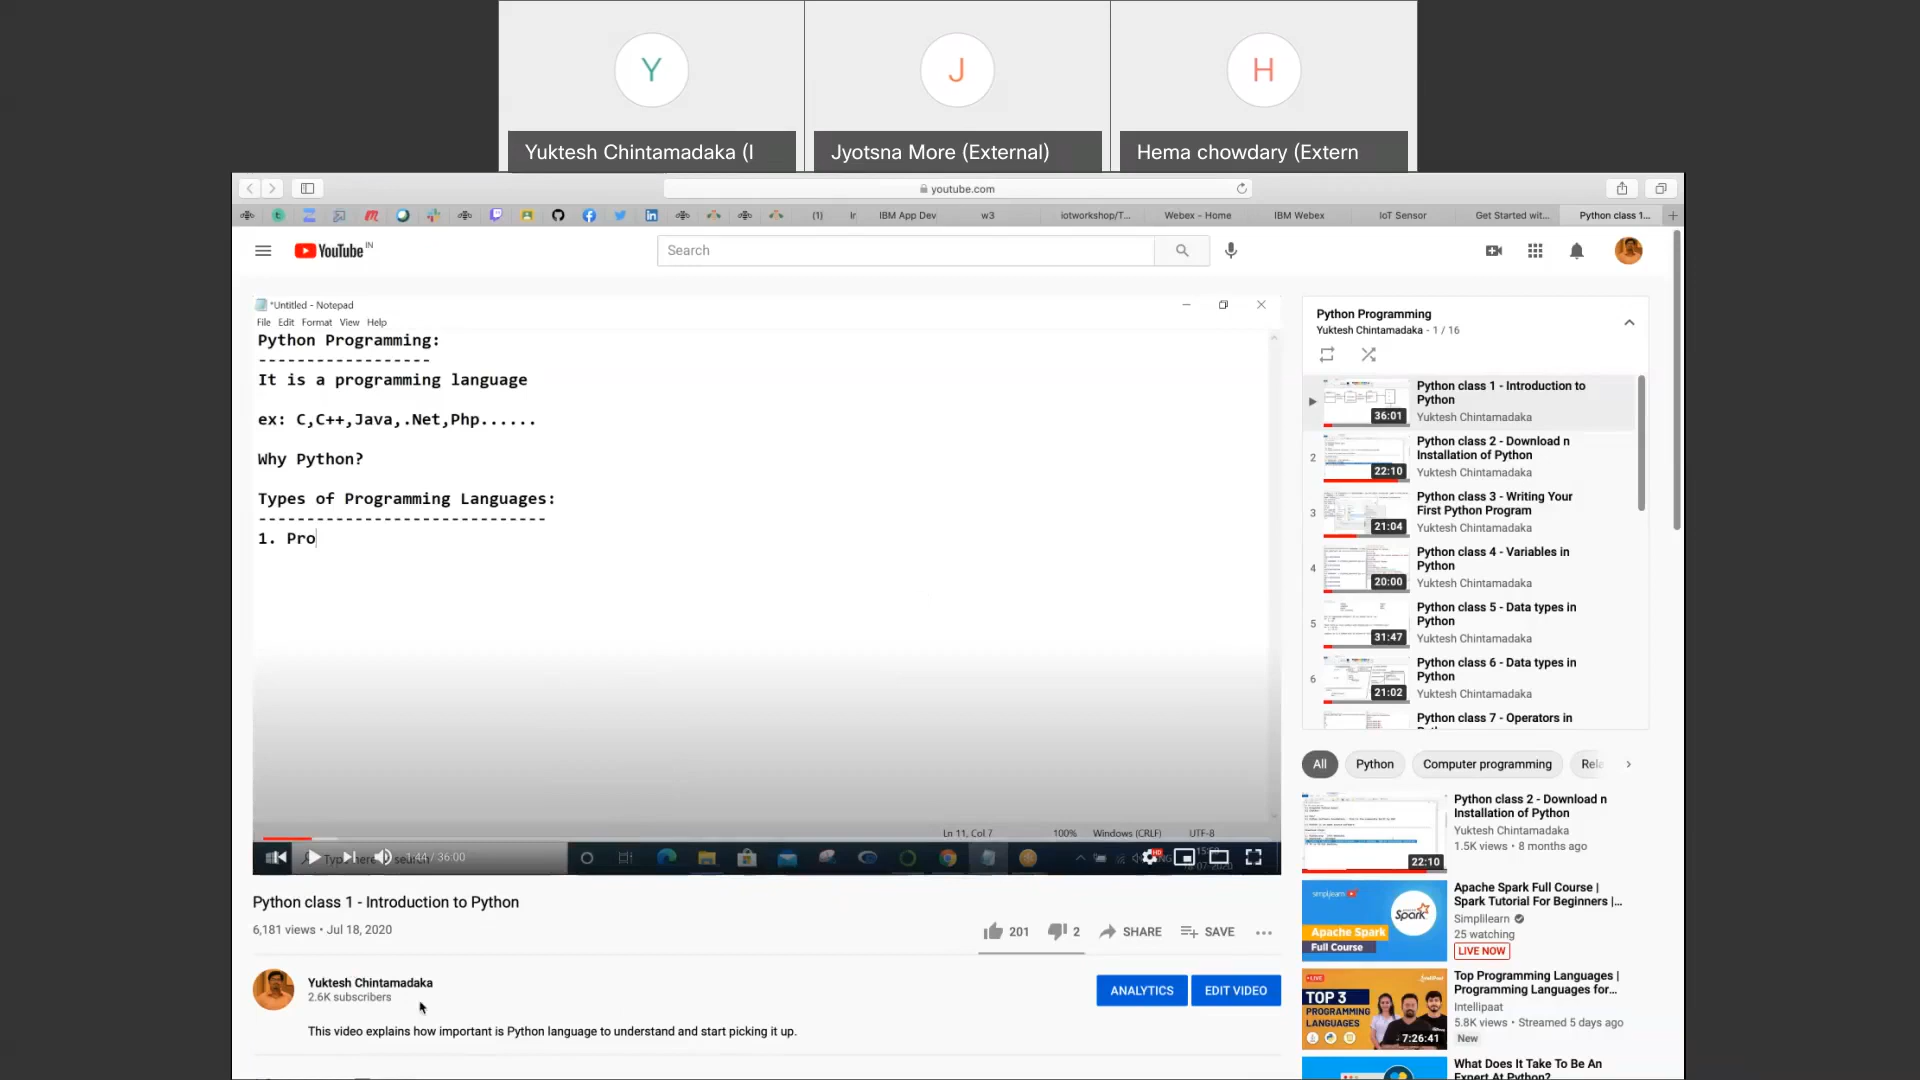 Y
J
H
Yuktesh Chintamadaka (I
Jyotsna More (External)
Hema chowdary (Extern
youtube.com
(1)
IBM App Dev
w3
iotworkshop/T...
Webex – Home
IBM Webex
IoT Sensor
Get Started wit...
Python class 1...
YouTube IN
Search
*Untitled - Notepad
File Edit Format View Help
Python Programming:
------------------
It is a programming language
ex: C,C++,Java,.Net,Php......
Why Python?
Types of Programming Languages:
------------------------------
1. Pro
Ln 11, Col 7
100%
Windows (CRLF)
UTF-8
1:44 / 36:00
HD
Python class 1 - Introduction to Python
6,181 views • Jul 18, 2020
201
2
SHARE
SAVE
Yuktesh Chintamadaka
2.6K subscribers
ANALYTICS
EDIT VIDEO
This video explains how important is Python language to understand and start picking it up.
Python Programming
Yuktesh Chintamadaka - 1 / 16
36:01
Python class 1 - Introduction to
Python
Yuktesh Chintamadaka
2
22:10
Python class 2 - Download n
Installation of Python
Yuktesh Chintamadaka
3
21:04
Python class 3 - Writing Your
First Python Program
Yuktesh Chintamadaka
4
20:00
Python class 4 - Variables in
Python
Yuktesh Chintamadaka
5
31:47
Python class 5 - Data types in
Python
Yuktesh Chintamadaka
6
21:02
Python class 6 - Data types in
Python
Yuktesh Chintamadaka
Python class 7 - Operators in
All
Python
Computer programming
Rela
22:10
Python class 2 - Download n
Installation of Python
Yuktesh Chintamadaka
1.5K views • 8 months ago
simplilearn
Spark
Apache Spark
Full Course
Apache Spark Full Course |
Spark Tutorial For Beginners |...
Simplilearn
25 watching
LIVE NOW
LIVE
TOP 3
PROGRAMMING
LANGUAGES
7:26:41
Top Programming Languages |
Programming Languages for...
Intellipaat
5.8K views • Streamed 5 days ago
New
What Does It Take To Be An
Expert At Python?